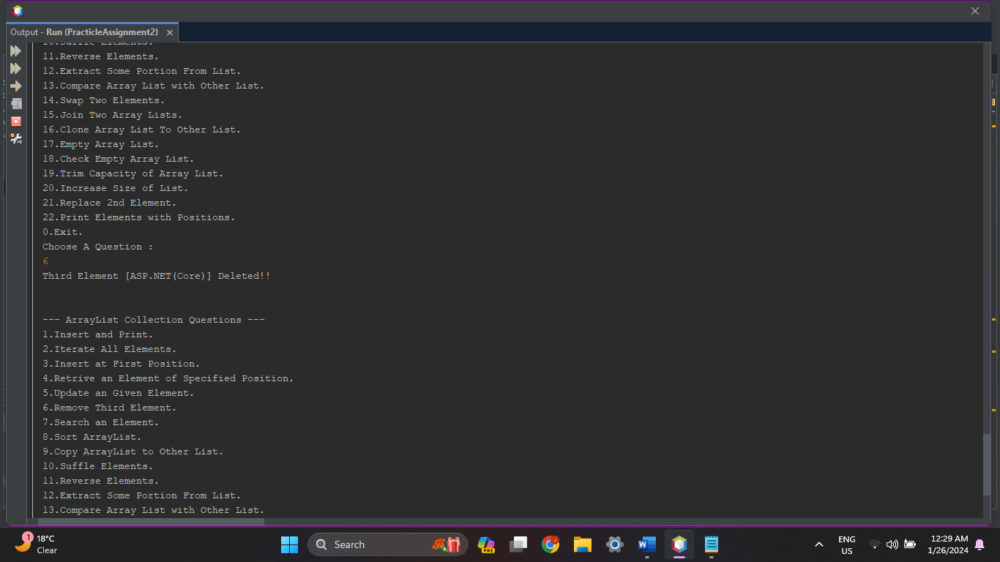 Output - Run (PracticleAssignment2)
10.Suffle Elements.
11.Reverse Elements.
12.Extract Some Portion From List.
13.Compare Array List with Other List.
14.Swap Two Elements.
15.Join Two Array Lists.
16.Clone Array List To Other List.
17.Empty Array List.
18.Check Empty Array List.
19.Trim Capacity of Array List.
20.Increase Size of List.
21.Replace 2nd Element.
22.Print Elements with Positions.
0.Exit.
Choose A Question :
6
Third Element [ASP.NET(Core)] Deleted!!
--- ArrayList Collection Questions ---
1.Insert and Print.
2.Iterate All Elements.
3.Insert at First Position.
4.Retrive an Element of Specified Position.
5.Update an Given Element.
6.Remove Third Element.
7.Search an Element.
8.Sort ArrayList.
9.Copy ArrayList to Other List.
10.Suffle Elements.
11.Reverse Elements.
12.Extract Some Portion From List.
13.Compare Array List with Other List.
1
18°C
Clear
Search
PRE
W
ENG
US
12:29 AM
1/26/2024